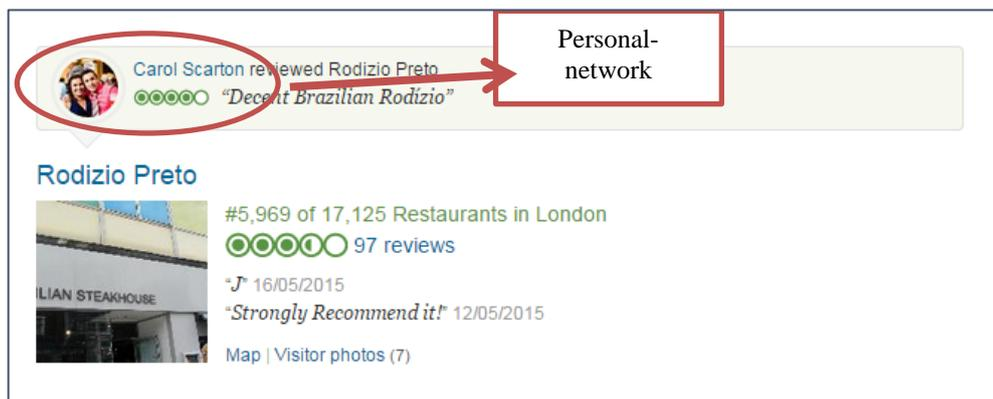 Personal-
network
Carol Scarton reviewed Rodizio Preto
“Decent Brazilian Rodízio”
Rodizio Preto
ILIAN STEAKHOUSE
#5,969 of 17,125 Restaurants in London
97 reviews
“J” 16/05/2015
“Strongly Recommend it!” 12/05/2015
Map | Visitor photos (7)